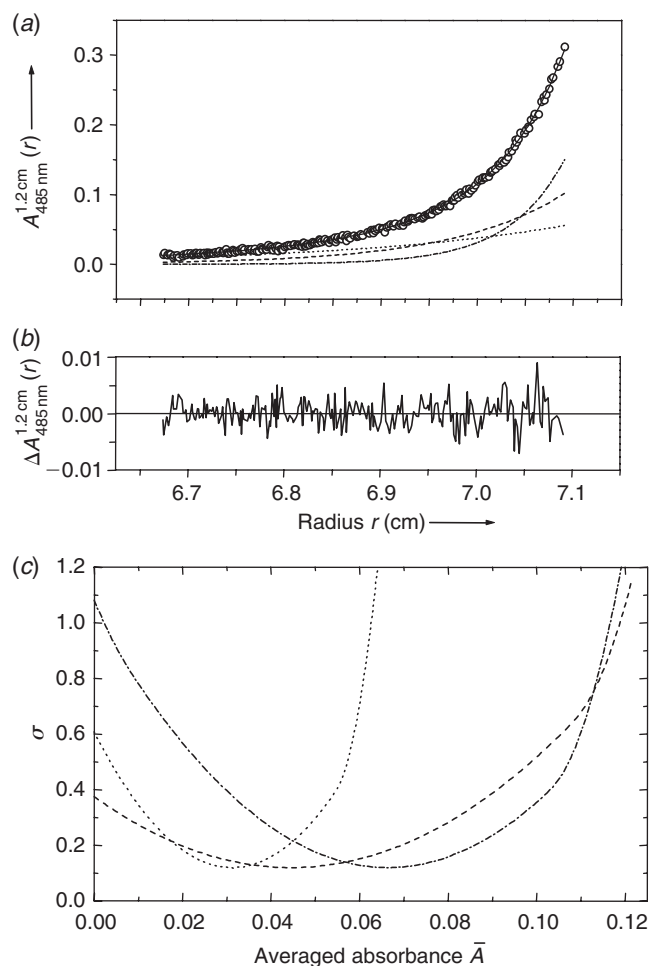 (a)
A 1.2 cm 485 nm (r)
0.3
0.2
0.1
0.0
(b)
ΔA 1.2 cm 485 nm (r)
0.01
0.00
−0.01
6.7 6.8 6.9 7.0 7.1
Radius r (cm)
(c)
1.2
1.0
0.8
0.6
0.4
0.2
0.0
σ
0.00 0.02 0.04 0.06 0.08 0.10 0.12
Averaged absorbance Ā